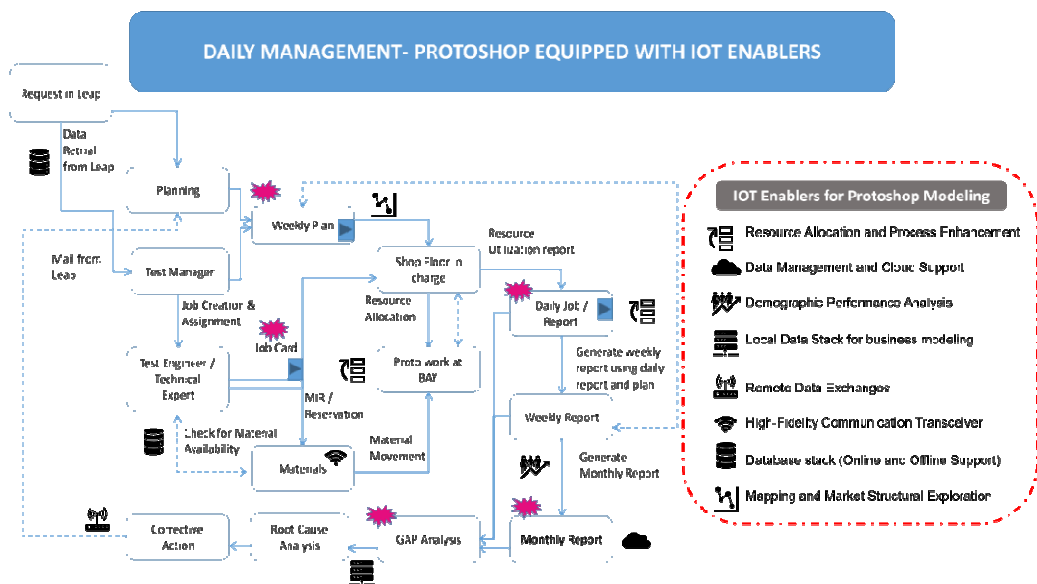 DAILY MANAGEMENT- PROTOSHOP EQUIPPED WITH IOT ENABLERS
Request in Leap
Data
Retrual
from Leap
Planning
Weekly Plan
Mail from
Leap
Test Manager
Shop Floor in
charge
Resource
Utilization report
Job Creation &
Assignment
Resource
Allocation
Daily Job /
Report
Job Card
Test Engineer /
Technical
Expert
Proto work at
BAY
Generate weekly
report using daily
report and plan
MIR /
Reservation
Weekly Report
Check for Material
Availability
Materials
Material
Movement
Generate
Monthly Report
Corrective
Action
Root Cause
Analysis
GAP Analysis
Monthly Report
IOT Enablers for Protoshop Modeling
Resource Allocation and Process Enhancement
Data Management and Cloud Support
Demographic Performance Analysis
Local Data Stack for business modeling
Remote Data Exchanges
High-Fidelity Communication Transceiver
Database stack (Online and Offline Support)
Mapping and Market Structural Exploration